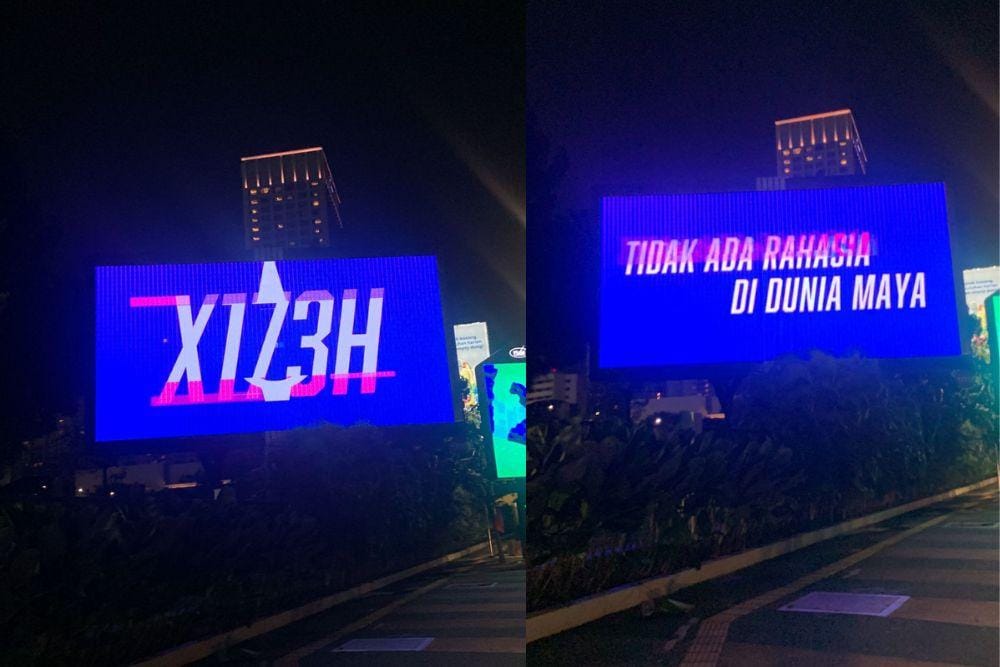 X1Z3H
TIDAK ADA RAHASIA
DI DUNIA MAYA